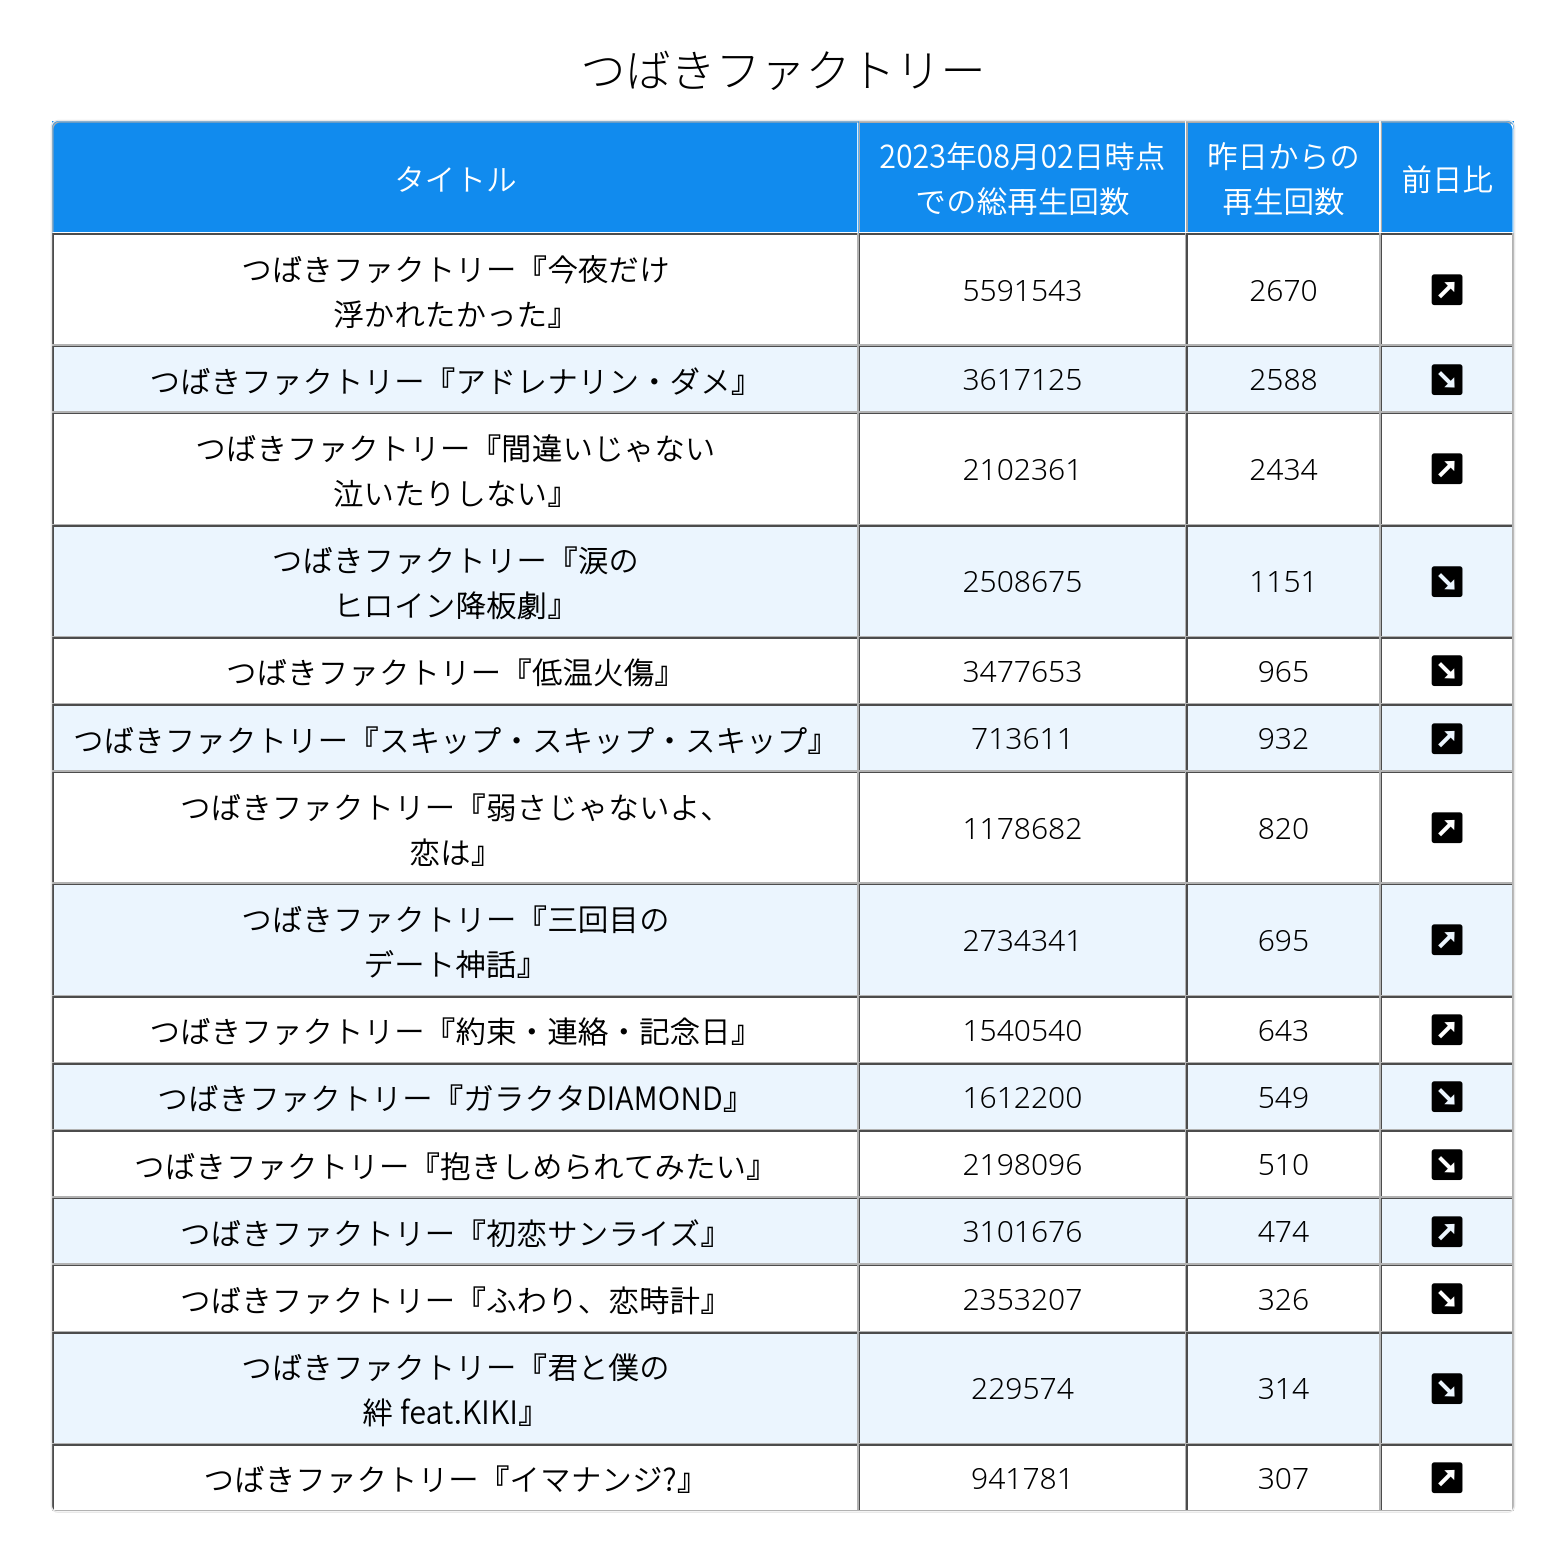 つばきファクトリー
タイトル
2023年08月02日時点
での総再生回数
昨日からの
再生回数
前日比
つばきファクトリー『今夜だけ
浮かれたかった』
5591543
2670
つばきファクトリー『アドレナリン・ダメ』
3617125
2588
つばきファクトリー『間違いじゃない
泣いたりしない』
2102361
2434
つばきファクトリー『涙の
ヒロイン降板劇』
2508675
1151
つばきファクトリー『低温火傷』
3477653
965
つばきファクトリー『スキップ・スキップ・スキップ』
713611
932
つばきファクトリー『弱さじゃないよ、
恋は』
1178682
820
つばきファクトリー『三回目の
デート神話』
2734341
695
つばきファクトリー『約束・連絡・記念日』
1540540
643
つばきファクトリー『ガラクタDIAMOND』
1612200
549
つばきファクトリー『抱きしめられてみたい』
2198096
510
つばきファクトリー『初恋サンライズ』
3101676
474
つばきファクトリー『ふわり、恋時計』
2353207
326
つばきファクトリー『君と僕の
絆 feat.KIKI』
229574
314
つばきファクトリー『イマナンジ?』
941781
307